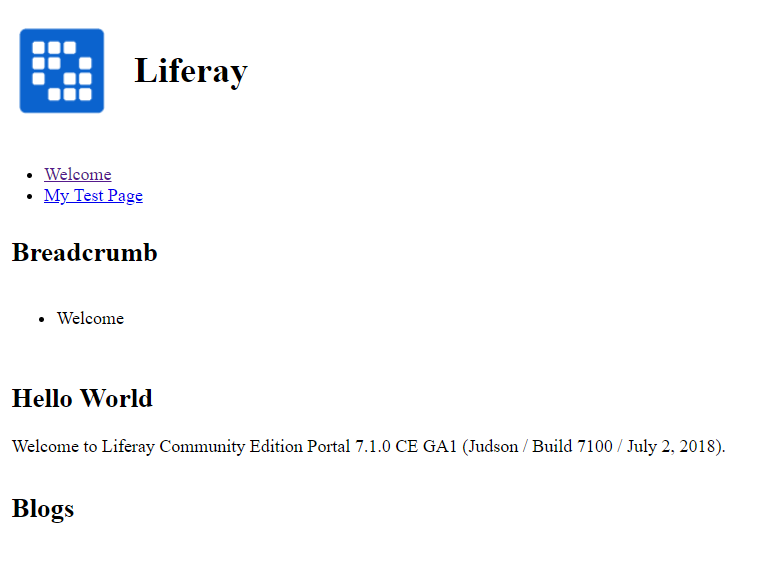 Liferay
Welcome
My Test Page
Breadcrumb
Welcome
Hello World
Welcome to Liferay Community Edition Portal 7.1.0 CE GA1 (Judson / Build 7100 / July 2, 2018).
Blogs